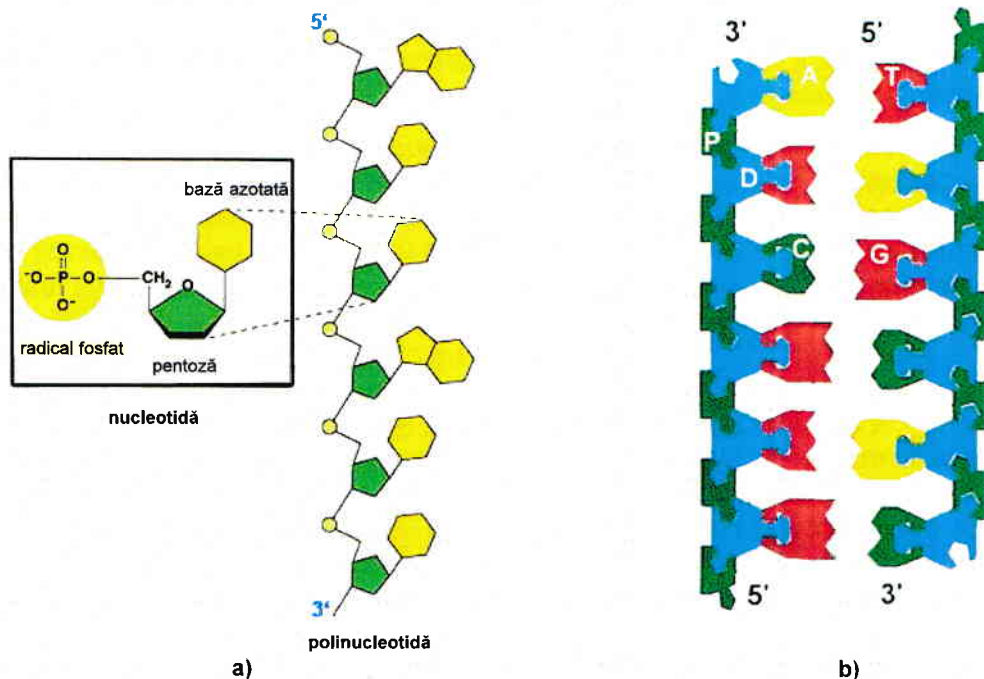 5'
bază azotată
O
⁻O-P-O
O⁻
CH₂
O
radical fosfat
pentoză
nucleotidă
3'
polinucleotidă
a)
3'
5'
A
T
P
D
C
G
5'
3'
b)